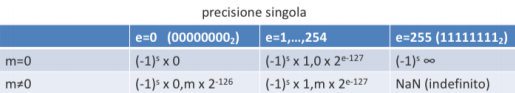 precisione singola
e=0 (00000000₂) e=1,...,254 e=255 (11111111₂)
m=0 (-1)ˢ x 0 (-1)ˢ x 1,0 x 2ᵉ⁻¹²⁷ (-1)ˢ ∞
m≠0 (-1)ˢ x 0,m x 2⁻¹²⁶ (-1)ˢ x 1,m x 2ᵉ⁻¹²⁷ NaN (indefinito)